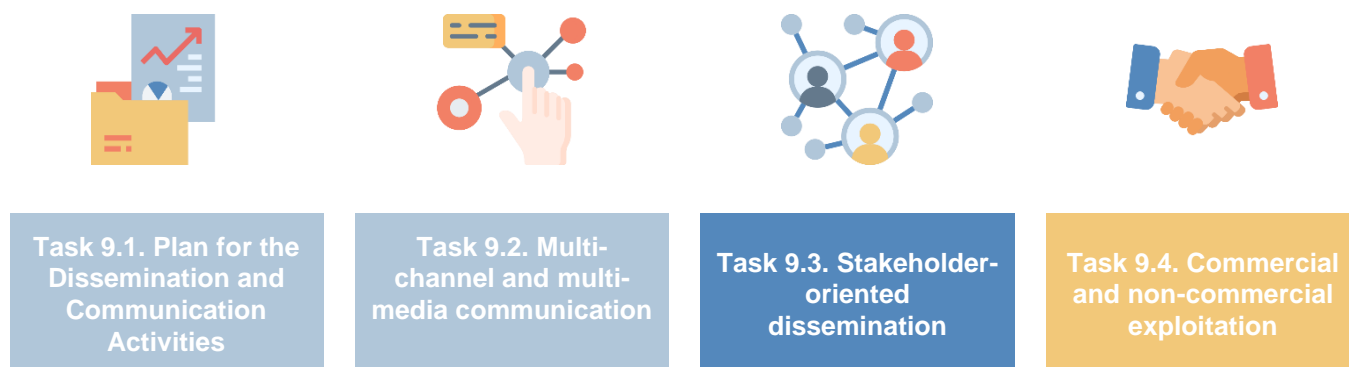 Task 9.1. Plan for the
Dissemination and
Communication
Activities
Task 9.2. Multi-
channel and multi-
media communication
Task 9.3. Stakeholder-
oriented
dissemination
Task 9.4. Commercial
and non-commercial
exploitation